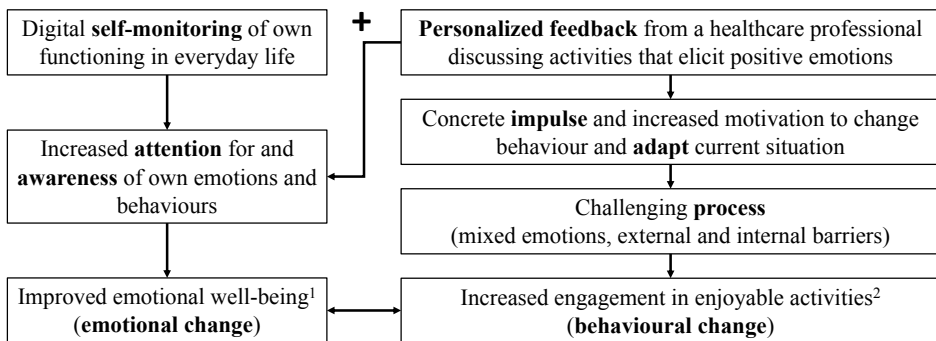 Digital self-monitoring of own
functioning in everyday life
+
Personalized feedback from a healthcare professional
discussing activities that elicit positive emotions
Increased attention for and
awareness of own emotions and
behaviours
Concrete impulse and increased motivation to change
behaviour and adapt current situation
Challenging process
(mixed emotions, external and internal barriers)
Improved emotional well-being¹
(emotional change)
Increased engagement in enjoyable activities²
(behavioural change)